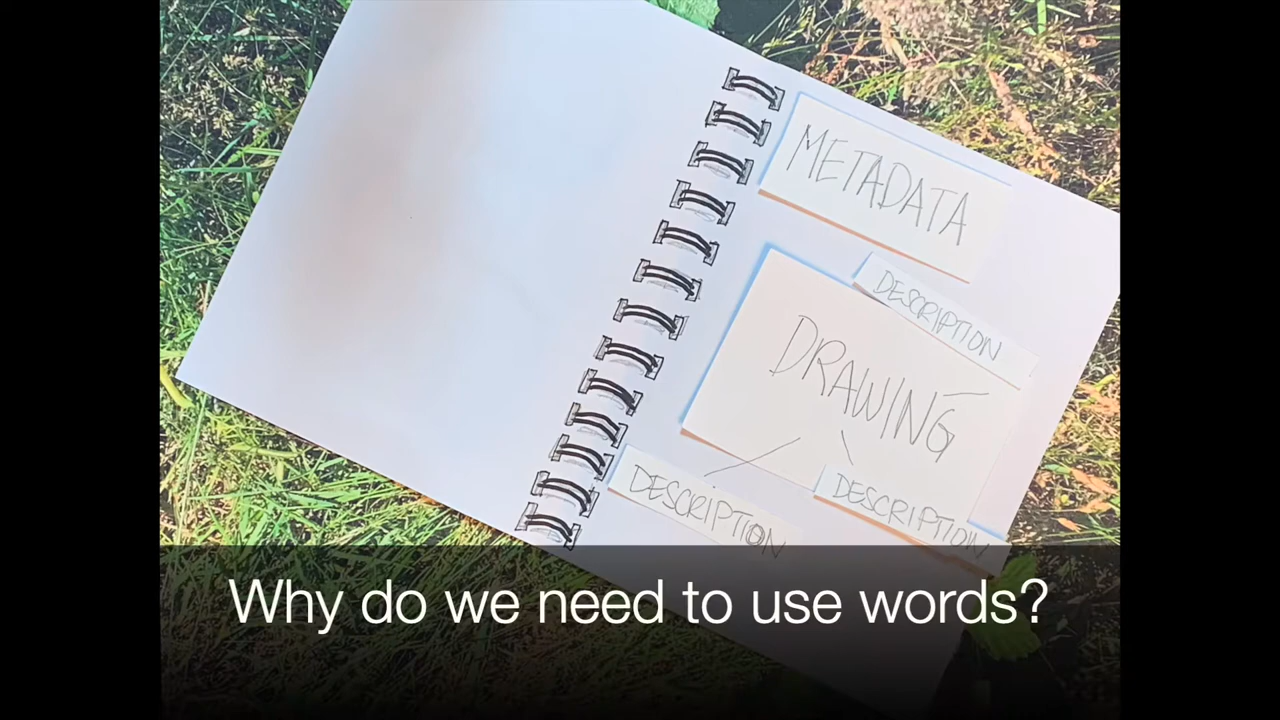 METADATA
DESCRIPTION
DRAWING
DESCRIPTION
DESCRIPTION
Why do we need to use words?